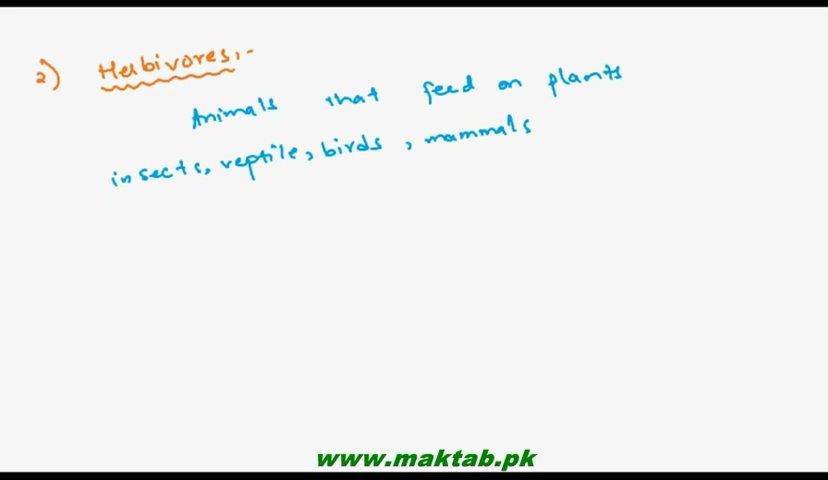 2) Herbivores:-
Animals that feed on plants
insects, reptile, birds, mammals
www.maktab.pk